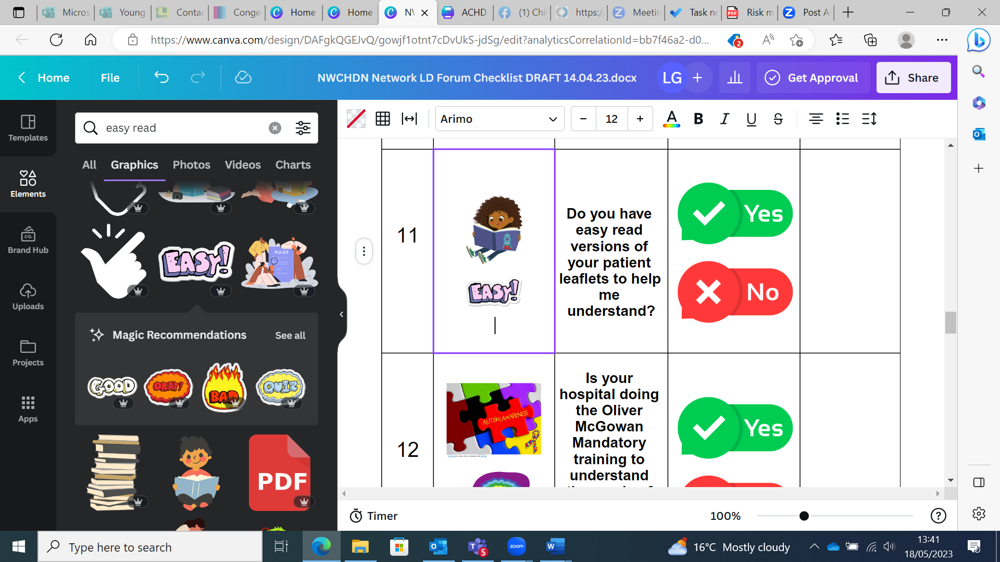 Micros
Young
Contac
Conge
Home
Home
NW
ACHD
(1) Chi
https:/
Meetin
Task no
Risk m
Post A
https://www.canva.com/design/DAFgkQGEJvQ/gowjf1otnt7cDvUkS-jdSg/edit?analyticsCorrelationId=bb7f46a2-d0...
2
Home
File
NWCHDN Network LD Forum Checklist DRAFT 14.04.23.docx
LG
Get Approval
Share
Templates
Elements
Brand Hub
Uploads
Projects
Apps
easy read
All Graphics Photos Videos Charts
Arimo
12
A B I U S
EASY!
RULES
Magic Recommendations
See all
GOOD
OKAY!
BAD
QUIZ
PDF
11
EASY!
Do you have
easy read
versions of
your patient
leaflets to help
me
understand?
Yes
No
12
AUTISM AWARENESS
Is your
hospital doing
the Oliver
McGowan
Mandatory
training to
understand
Yes
Timer
100%
Type here to search
5
zoom
16°C Mostly cloudy
13:41
18/05/2023